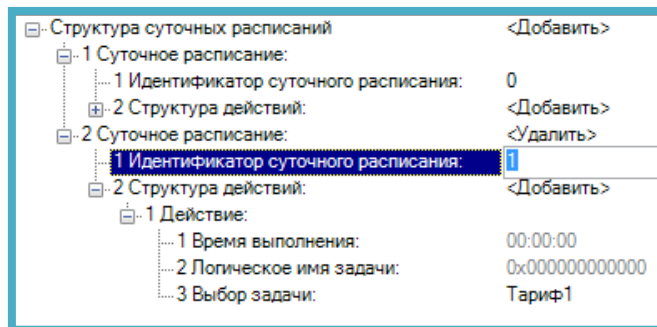 Структура суточных расписаний <Добавить>
1 Суточное расписание:
1 Идентификатор суточного расписания: 0
2 Структура действий: <Добавить>
2 Суточное расписание: <Удалить>
1 Идентификатор суточного расписания: 1
2 Структура действий: <Добавить>
1 Действие:
1 Время выполнения: 00:00:00
2 Логическое имя задачи: 0x000000000000
3 Выбор задачи: Тариф1